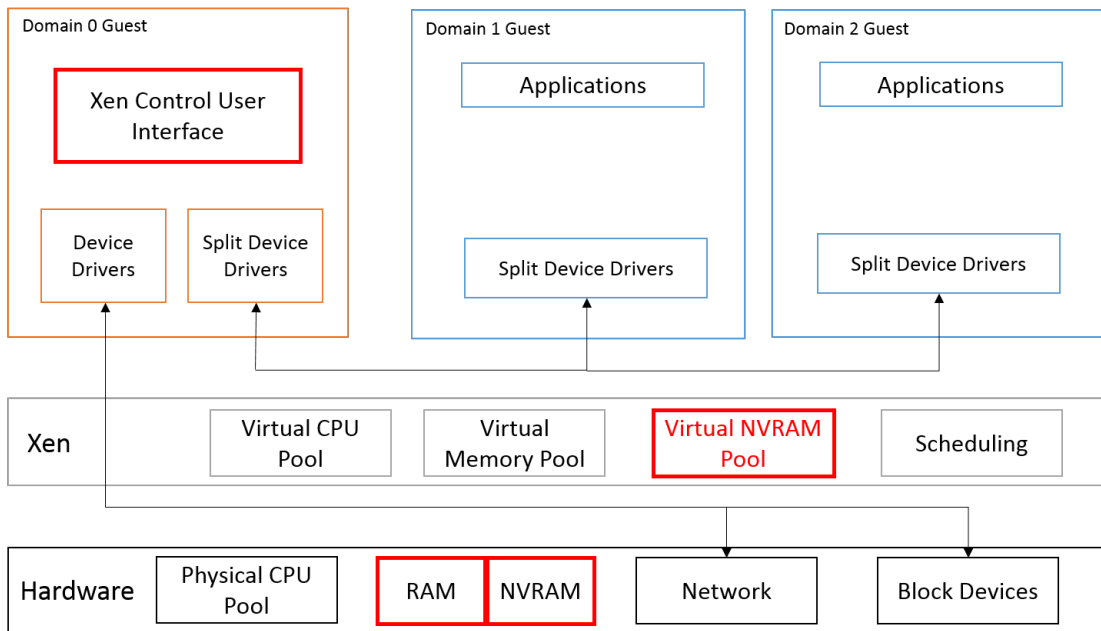 Domain 0 Guest
Xen Control User
Interface
Device
Drivers
Split Device
Drivers
Domain 1 Guest
Applications
Split Device Drivers
Domain 2 Guest
Applications
Split Device Drivers
Xen
Virtual CPU
Pool
Virtual
Memory Pool
Virtual NVRAM
Pool
Scheduling
Hardware
Physical CPU
Pool
RAM
NVRAM
Network
Block Devices